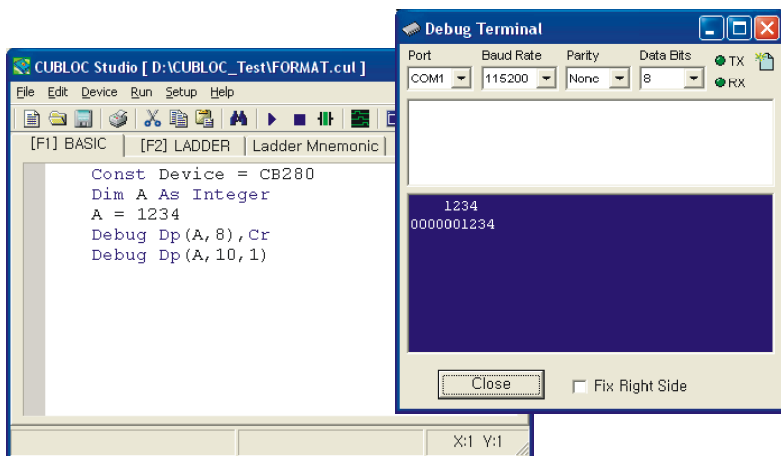 CUBLOC Studio [ D:\CUBLOC_Test\FORMAT.cul ]
File Edit Device Run Setup Help
[F1] BASIC [F2] LADDER Ladder Mnemonic
Const Device = CB280
Dim A As Integer
A = 1234
Debug Dp(A,8),Cr
Debug Dp(A,10,1)
X:1 Y:1
Debug Terminal
Port Baud Rate Parity Data Bits TX
COM1 115200 None 8 RX
1234
0000001234
Close Fix Right Side